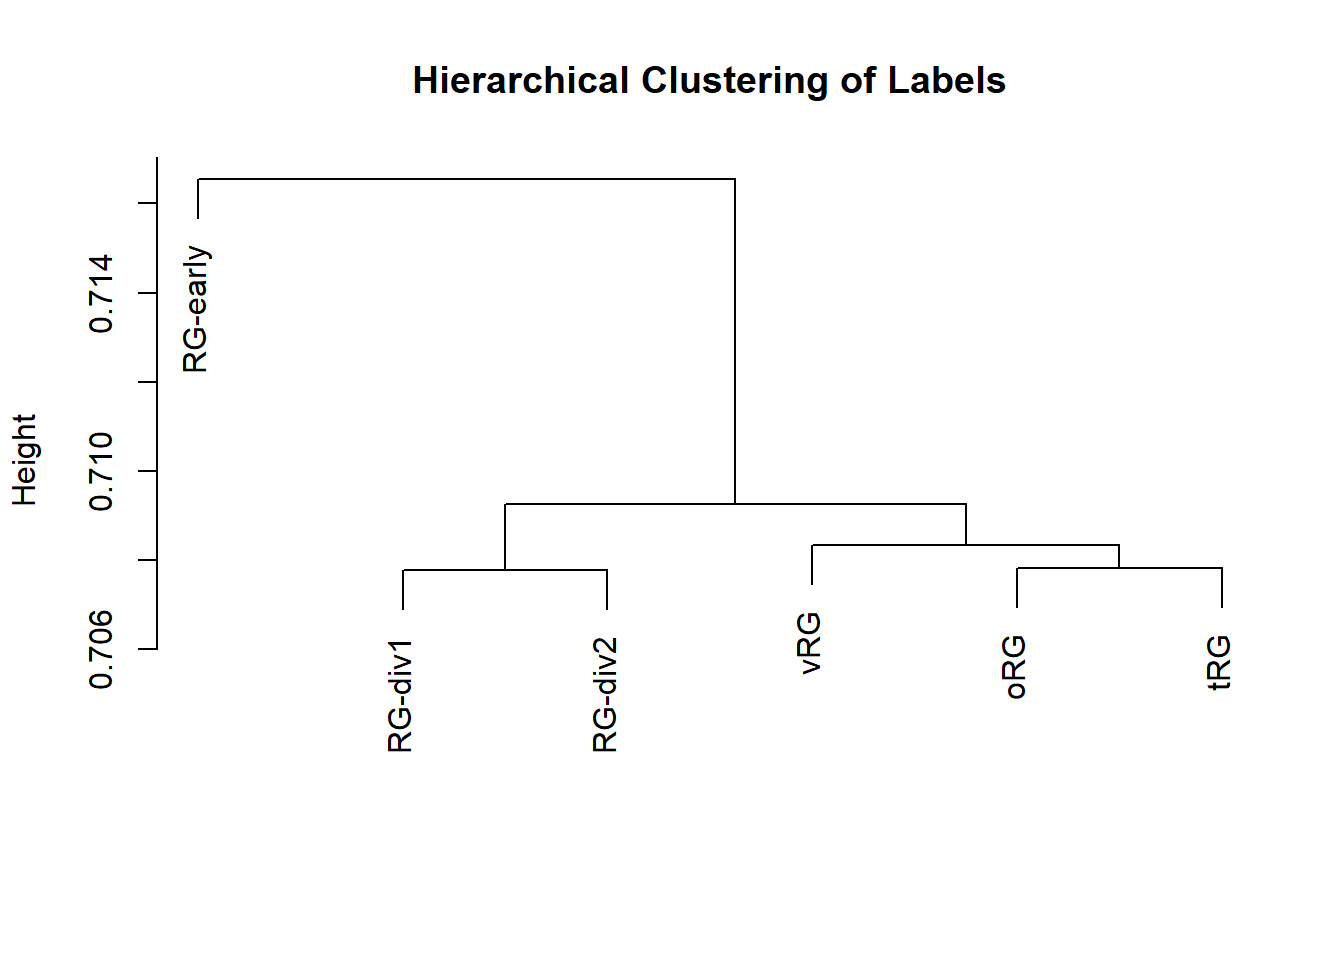 Hierarchical Clustering of Labels
Height
0.714
0.710
0.706
RG-early
RG-div1
RG-div2
vRG
oRG
tRG